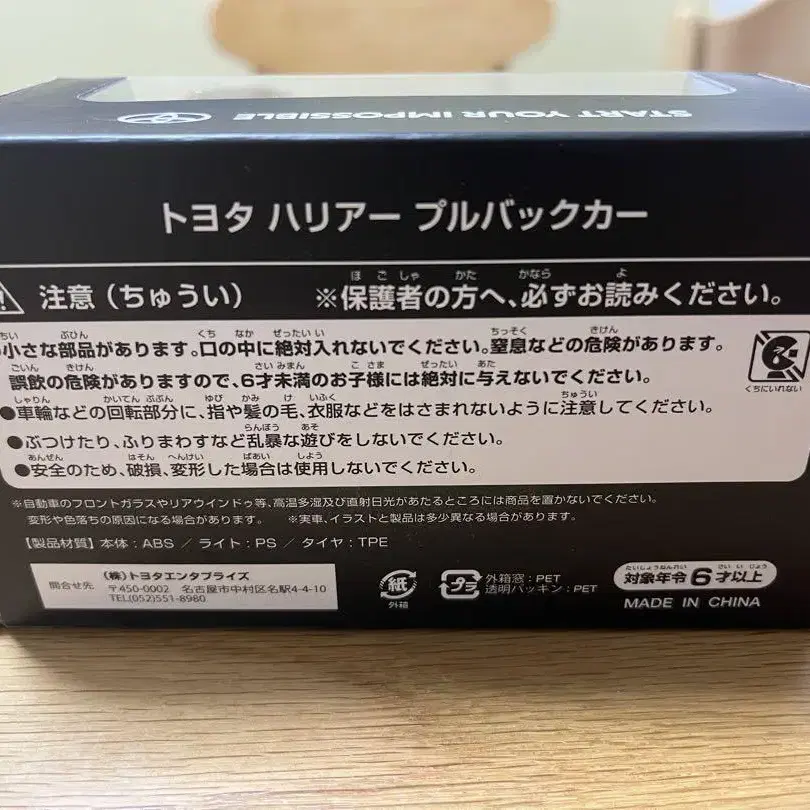 START YOUR IMPOSSIBLE
トヨタ ハリアー プルバックカー
注意（ちゅうい） ※保護者の方へ、必ずお読みください。
小さな部品があります。口の中に絶対入れないでください。窒息などの危険があります。
誤飲の危険がありますので、6才未満のお子様には絶対に与えないでください。
くちにいれない
●車輪などの回転部分に、指や髪の毛、衣服などをはさまれないように注意してください。
●ぶつけたり、ふりまわすなど乱暴な遊びをしないでください。
●安全のため、破損、変形した場合は使用しないでください。
※自動車のフロントガラスやリアウインドゥ等、高温多湿及び直射日光があたるところには商品を置かないでください。
変形や色落ちの原因になる場合があります。 ※実車、イラストと製品は多少異なる場合があります。
【製品材質】本体：ABS ／ ライト：PS ／ タイヤ：TPE
問合せ先
（株）トヨタエンタプライズ
〒450-0002 名古屋市中村区名駅4-4-10
TEL(052)551-8980
紙
外箱
プラ
外箱窓：PET
透明パッキン：PET
対象年令 6才以上
MADE IN CHINA